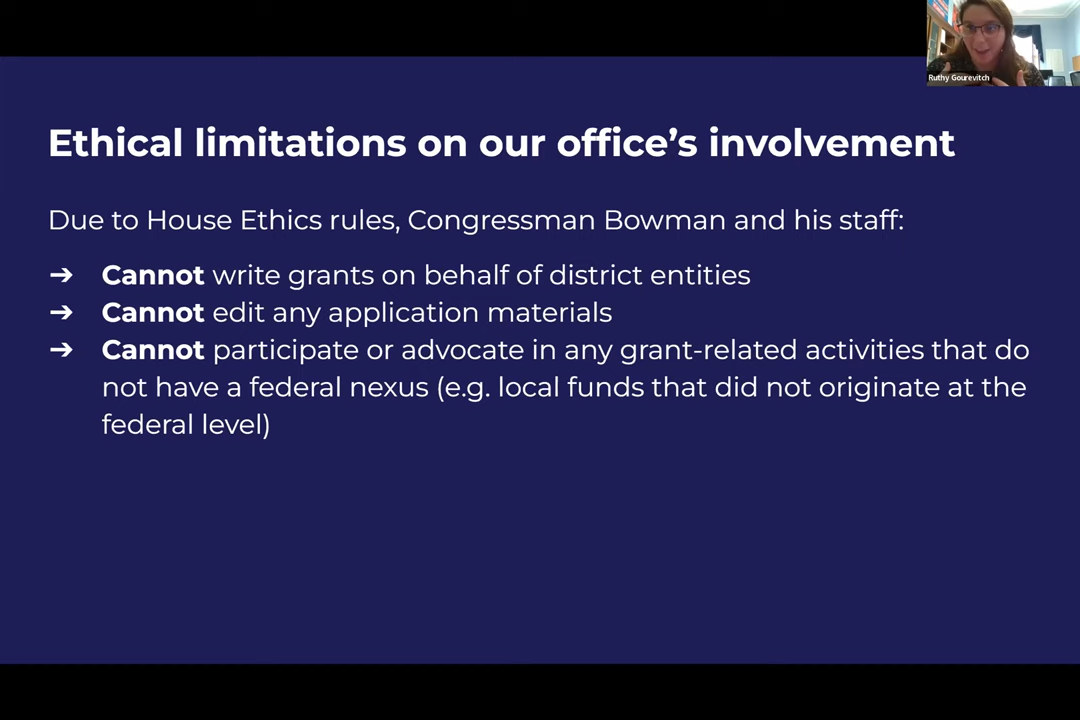 Ruthy Gourevitch
Ethical limitations on our office’s involvement
Due to House Ethics rules, Congressman Bowman and his staff:
➔ Cannot write grants on behalf of district entities
➔ Cannot edit any application materials
➔ Cannot participate or advocate in any grant-related activities that do
not have a federal nexus (e.g. local funds that did not originate at the
federal level)